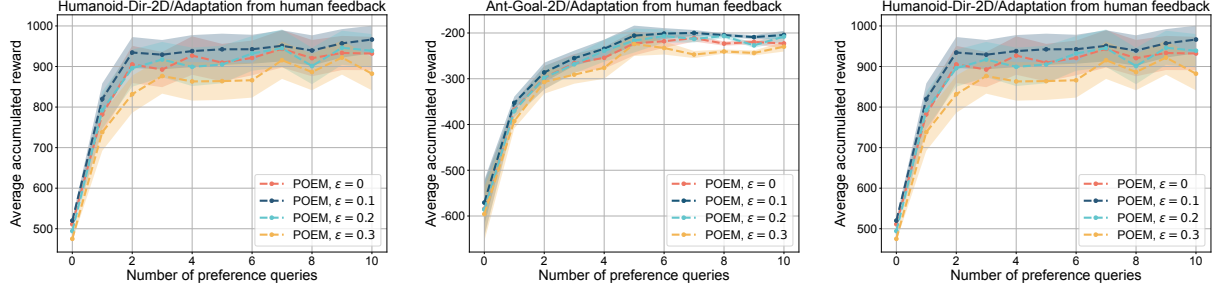 Humanoid-Dir-2D/Adaptation from human feedback
Average accumulated reward
1000
900
800
700
600
500
POEM, ε = 0
POEM, ε = 0.1
POEM, ε = 0.2
POEM, ε = 0.3
0 2 4 6 8 10
Number of preference queries
Ant-Goal-2D/Adaptation from human feedback
Average accumulated reward
-200
-300
-400
-500
-600
POEM, ε = 0
POEM, ε = 0.1
POEM, ε = 0.2
POEM, ε = 0.3
0 2 4 6 8 10
Number of preference queries
Humanoid-Dir-2D/Adaptation from human feedback
Average accumulated reward
1000
900
800
700
600
500
POEM, ε = 0
POEM, ε = 0.1
POEM, ε = 0.2
POEM, ε = 0.3
0 2 4 6 8 10
Number of preference queries